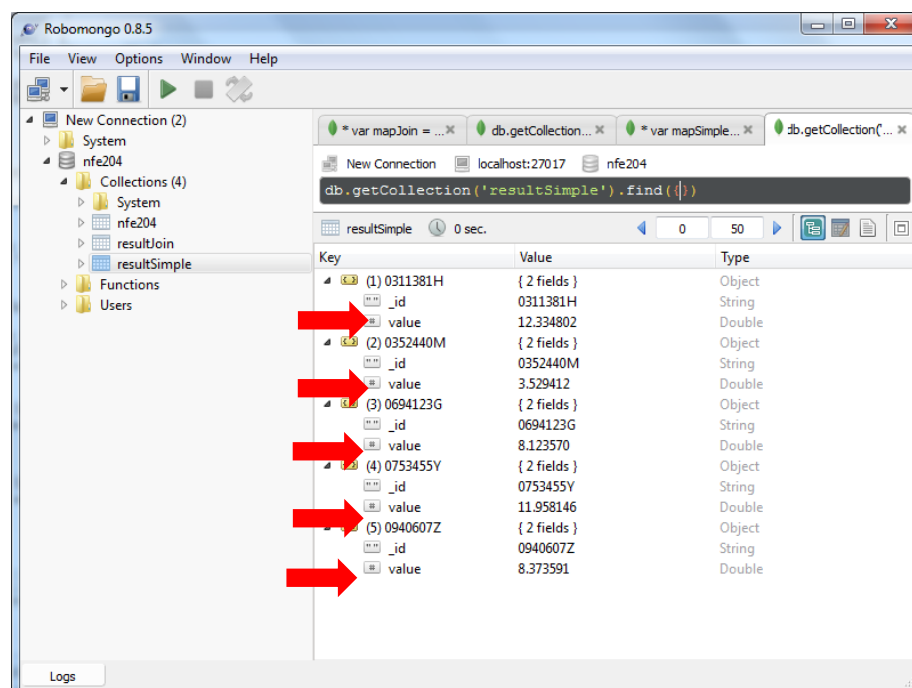 Robomongo 0.8.5
File View Options Window Help
New Connection (2)
System
nfe204
Collections (4)
System
nfe204
resultJoin
resultSimple
Functions
Users
* var mapJoin = ...
db.getCollection...
* var mapSimple...
db.getCollection('...
New Connection localhost:27017 nfe204
db.getCollection('resultSimple').find({})
resultSimple 0 sec. 0 50
Key Value Type
(1) 0311381H { 2 fields } Object
_id 0311381H String
value 12.334802 Double
(2) 0352440M { 2 fields } Object
_id 0352440M String
value 3.529412 Double
(3) 0694123G { 2 fields } Object
_id 0694123G String
value 8.123570 Double
(4) 0753455Y { 2 fields } Object
_id 0753455Y String
value 11.958146 Double
(5) 0940607Z { 2 fields } Object
_id 0940607Z String
value 8.373591 Double
Logs